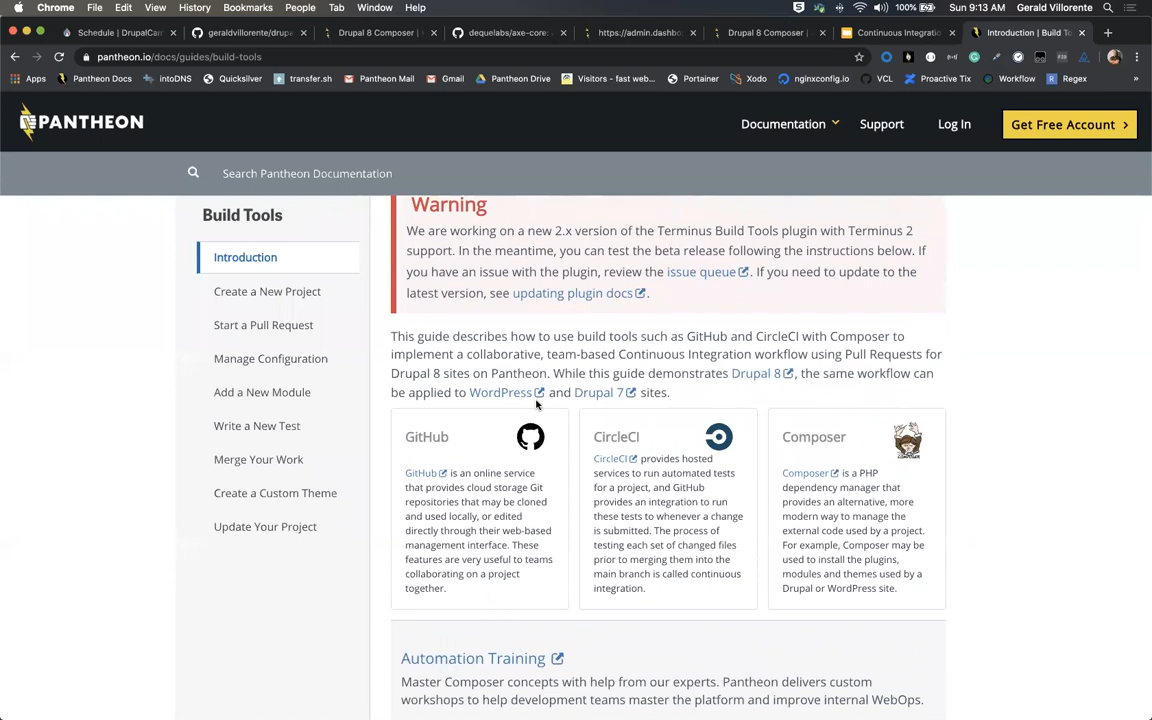 Chrome File Edit View History Bookmarks People Tab Window Help 100% Sun 9:13 AM Gerald Villorente
Schedule | DrupalCam geraldvillorente/drupa Drupal 8 Composer | dequelabs/axe-core: https://admin.dashbo Drupal 8 Composer | Continuous Integratio Introduction | Build To
pantheon.io/docs/guides/build-tools
Apps Pantheon Docs intoDNS Quicksilver transfer.sh Pantheon Mail Gmail Pantheon Drive Visitors - fast web... Portainer Xodo nginxconfig.io VCL Proactive Tix Workflow Regex »
PANTHEON Documentation Support Log In Get Free Account ›
Search Pantheon Documentation
Build Tools
Introduction
Create a New Project
Start a Pull Request
Manage Configuration
Add a New Module
Write a New Test
Merge Your Work
Create a Custom Theme
Update Your Project
Warning
We are working on a new 2.x version of the Terminus Build Tools plugin with Terminus 2
support. In the meantime, you can test the beta release following the instructions below. If
you have an issue with the plugin, review the issue queue. If you need to update to the
latest version, see updating plugin docs.
This guide describes how to use build tools such as GitHub and CircleCI with Composer to
implement a collaborative, team-based Continuous Integration workflow using Pull Requests for
Drupal 8 sites on Pantheon. While this guide demonstrates Drupal 8, the same workflow can
be applied to WordPress and Drupal 7 sites.
GitHub
GitHub is an online service
that provides cloud storage Git
repositories that may be cloned
and used locally, or edited
directly through their web-based
management interface. These
features are very useful to teams
collaborating on a project
together.
CircleCI
CircleCI provides hosted
services to run automated tests
for a project, and GitHub
provides an integration to run
these tests to whenever a change
is submitted. The process of
testing each set of changed files
prior to merging them into the
main branch is called continuous
integration.
Composer
COMPOSER
Composer is a PHP
dependency manager that
provides an alternative, more
modern way to manage the
external code used by a project.
For example, Composer may be
used to install the plugins,
modules and themes used by a
Drupal or WordPress site.
Automation Training
Master Composer concepts with help from our experts. Pantheon delivers custom
workshops to help development teams master the platform and improve internal WebOps.